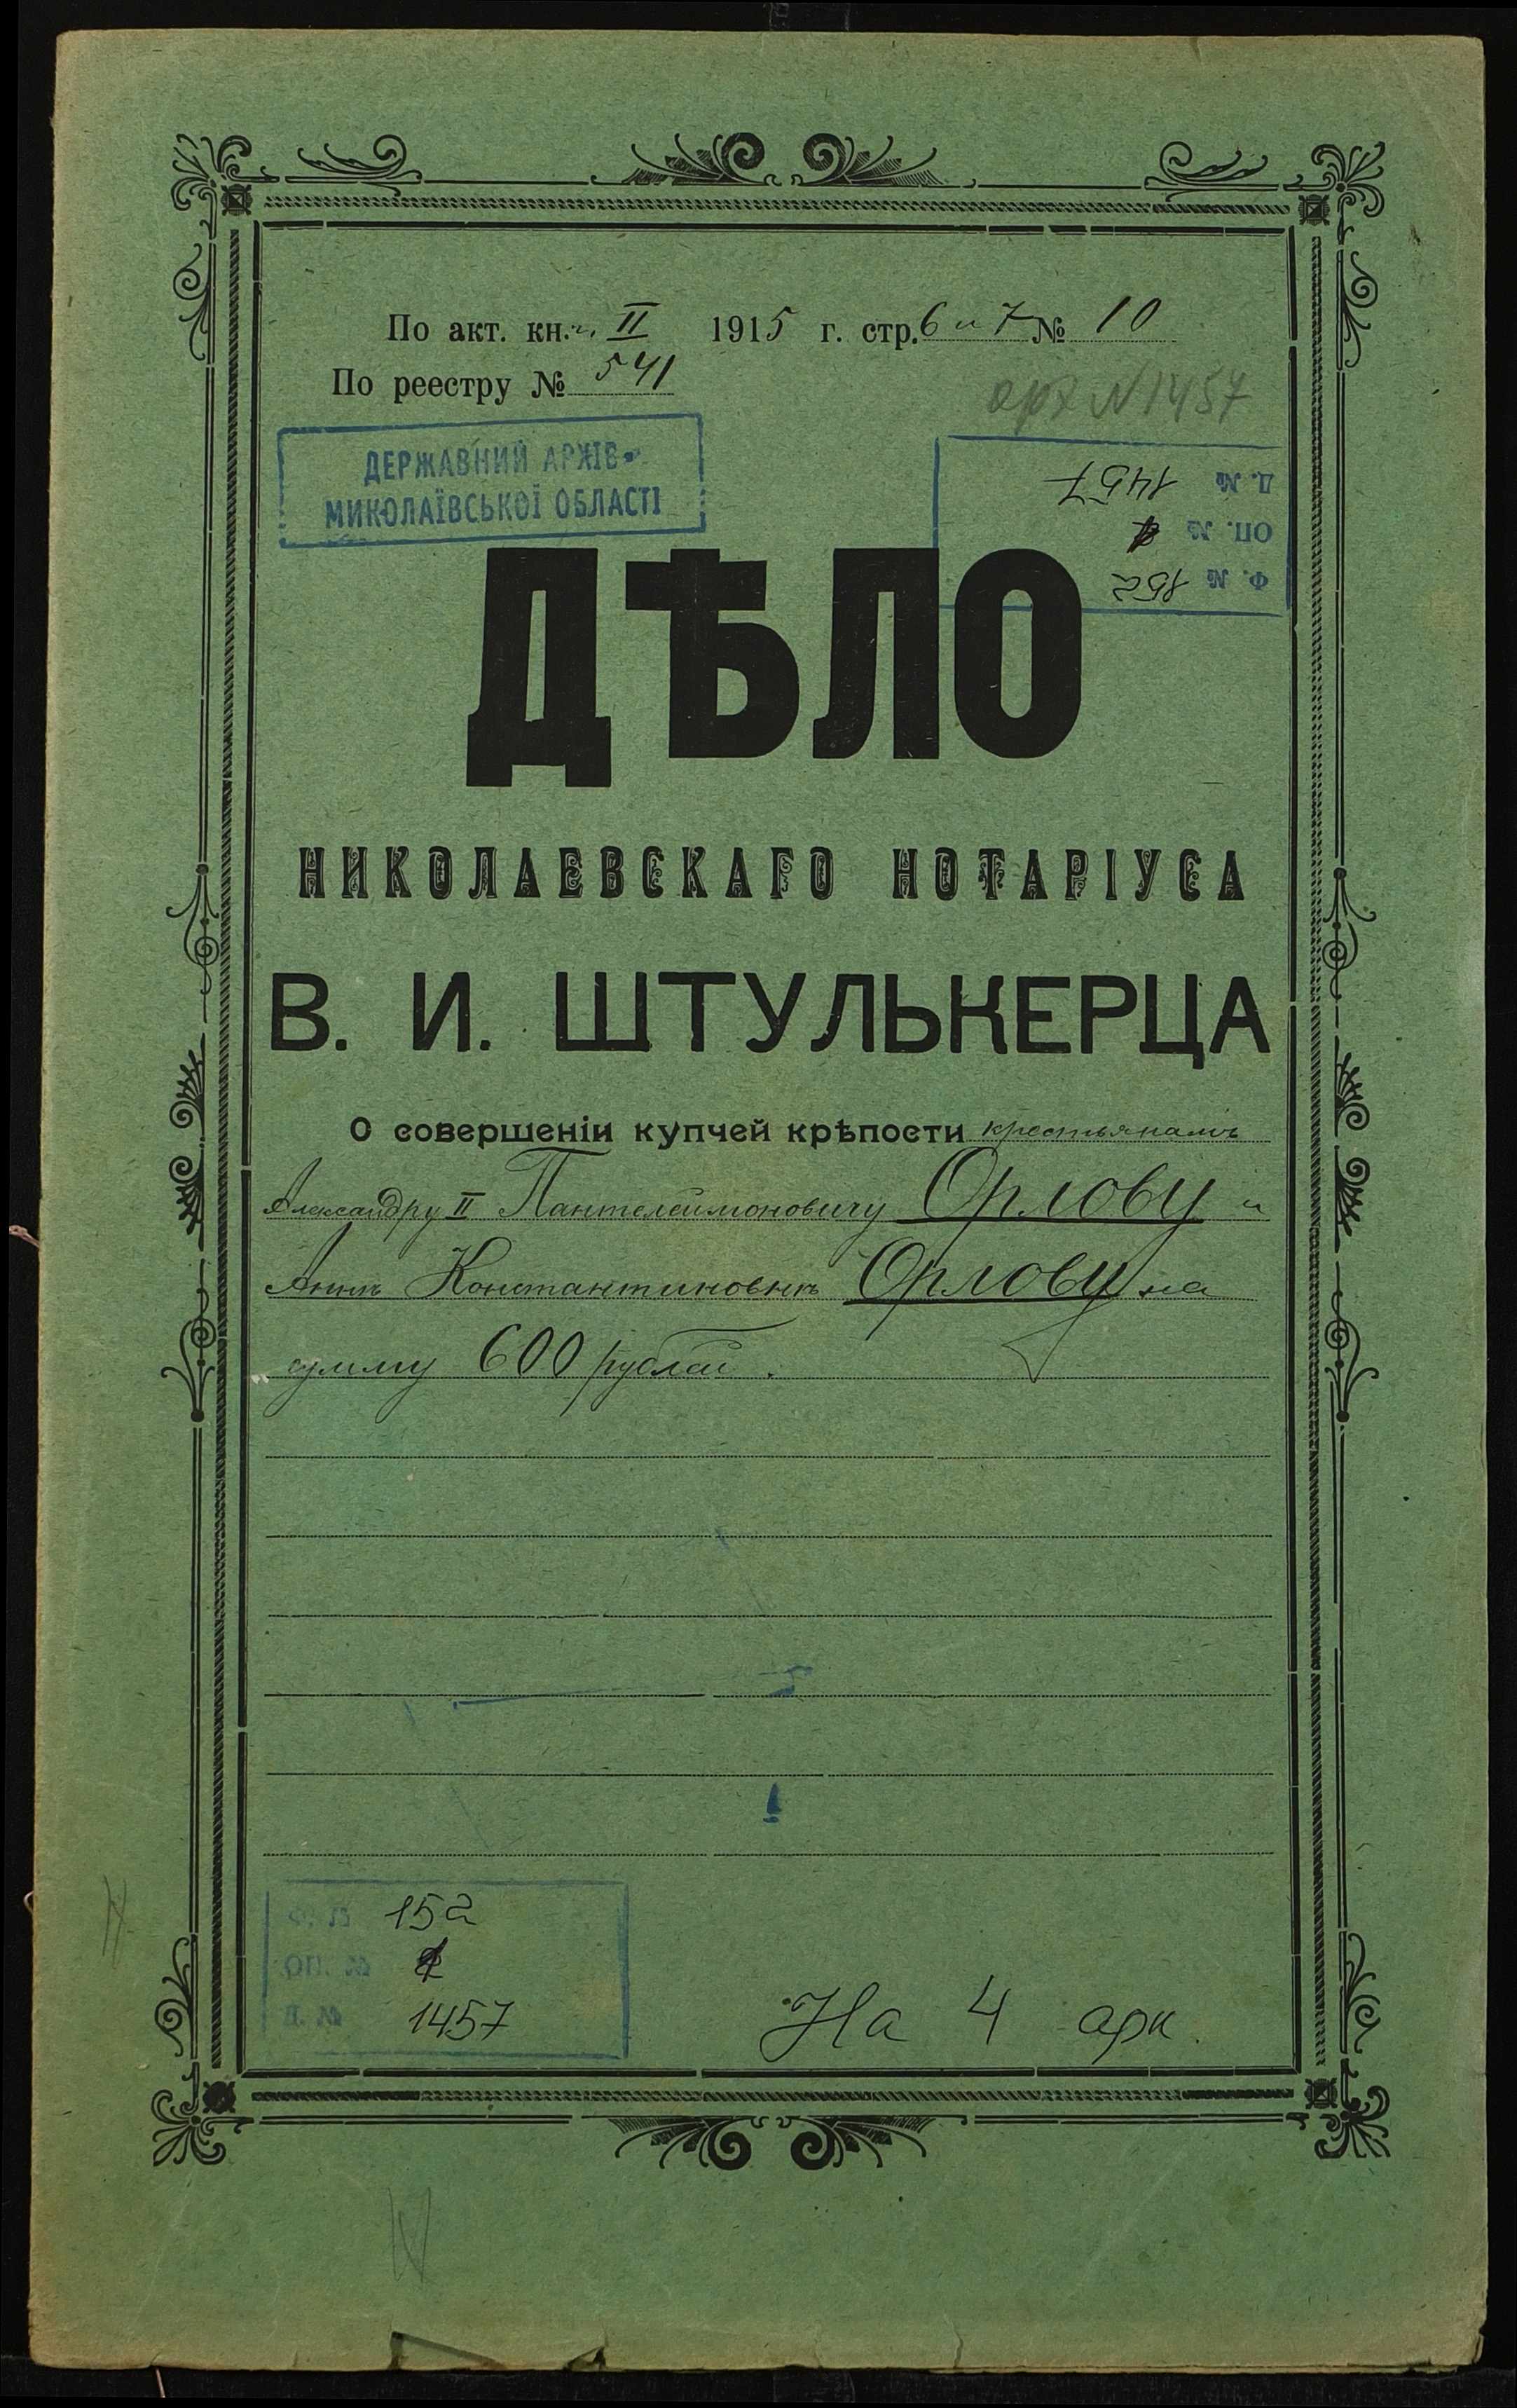 По акт. кн. II 1915 г. стр. 6 и 7 № 10
По реестру № 541
арх N 1457
ДЕРЖАВНИЙ АРХІВ
МИКОЛАЇВСЬКОЇ ОБЛАСТІ
Д. № 1457
ОП. №
Ф. № 152
ДѢЛО
НИКОЛАЕВСКАГО НОТАРІУСА
В. И. ШТУЛЬКЕРЦА
О совершеніи купчей крѣпости крестьянамъ
Александру II Пантелеймоновичу Орлову и
Аннѣ Константиновнѣ Орлову на
сумму 600 рублей.
Ф. № 152
ОП. №
Д. № 1457
На 4 арк.